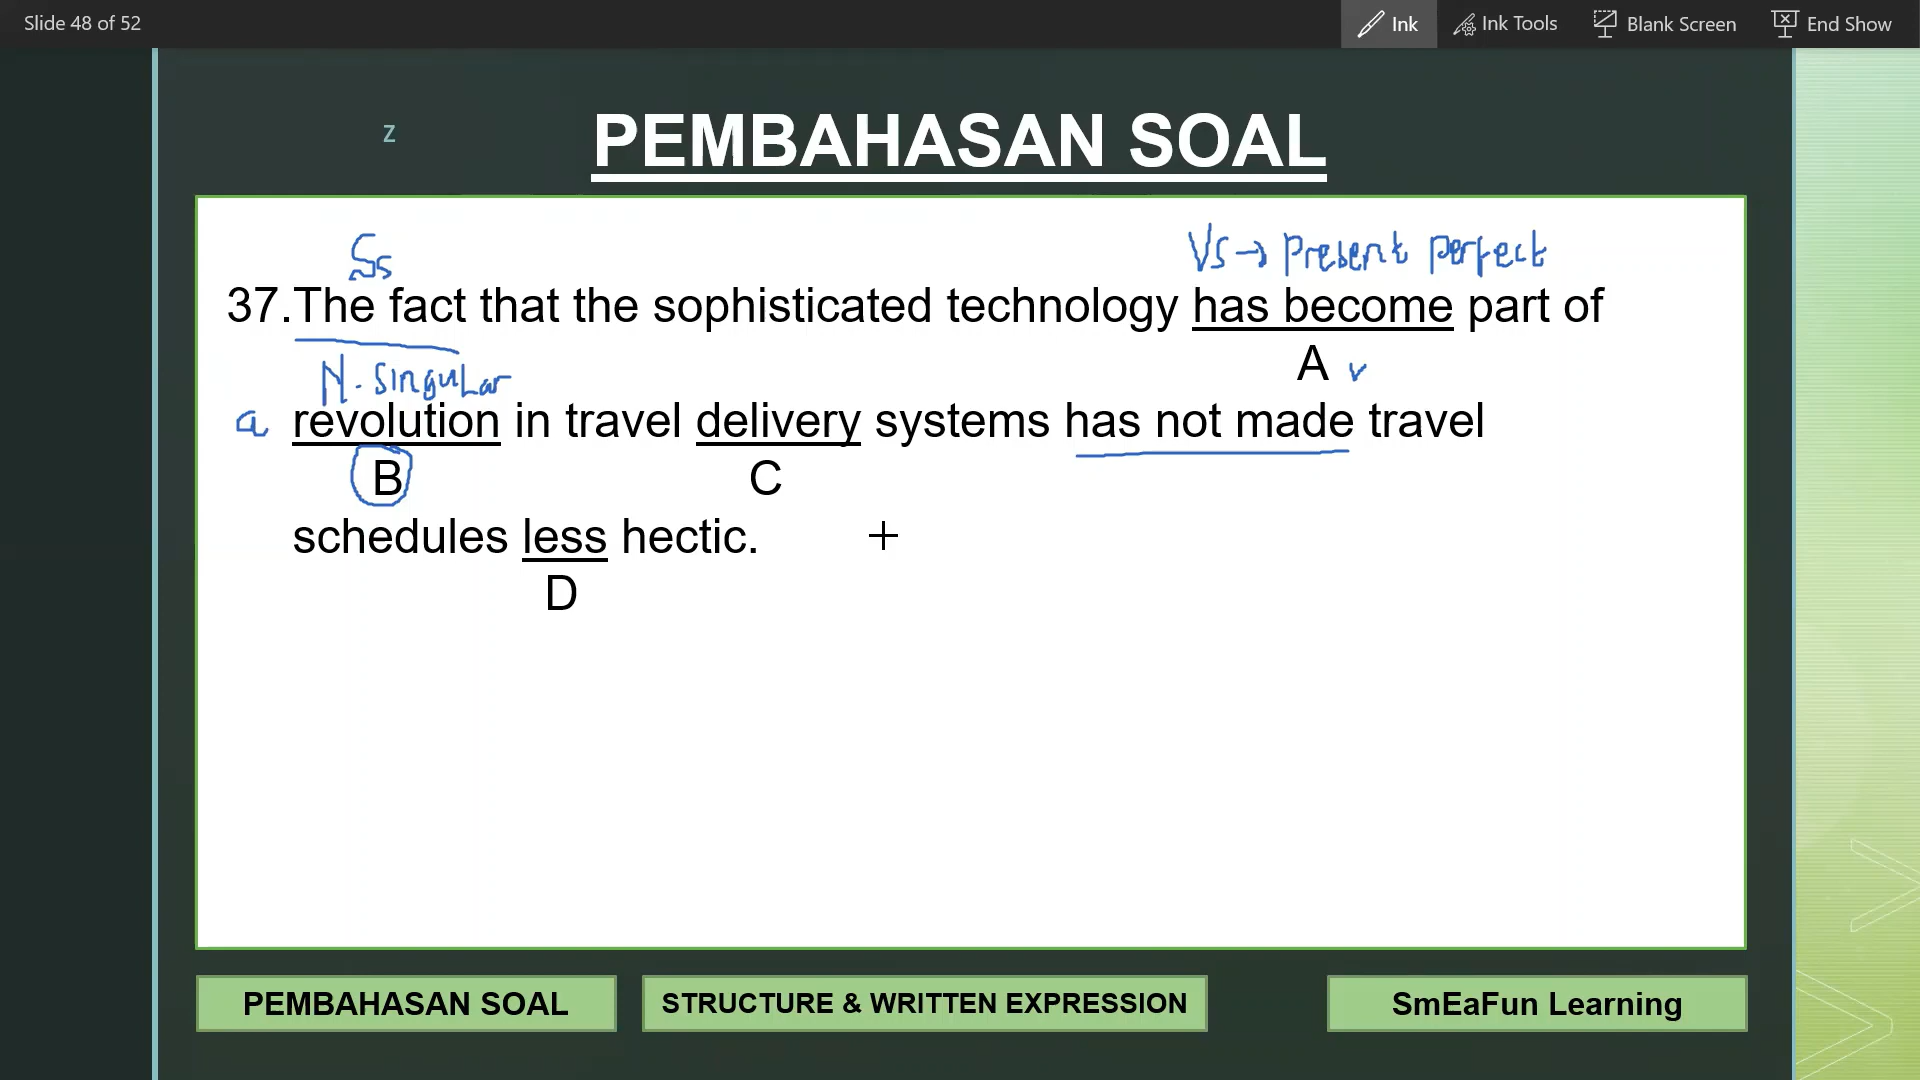 Slide 48 of 52
Ink
Ink Tools
Blank Screen
End Show
z
PEMBAHASAN SOAL
Ss
Vs → Present perfect
37.The fact that the sophisticated technology has become part of
A v
N. Singular
a revolution in travel delivery systems has not made travel
B C
schedules less hectic.
D
PEMBAHASAN SOAL
STRUCTURE & WRITTEN EXPRESSION
SmEaFun Learning